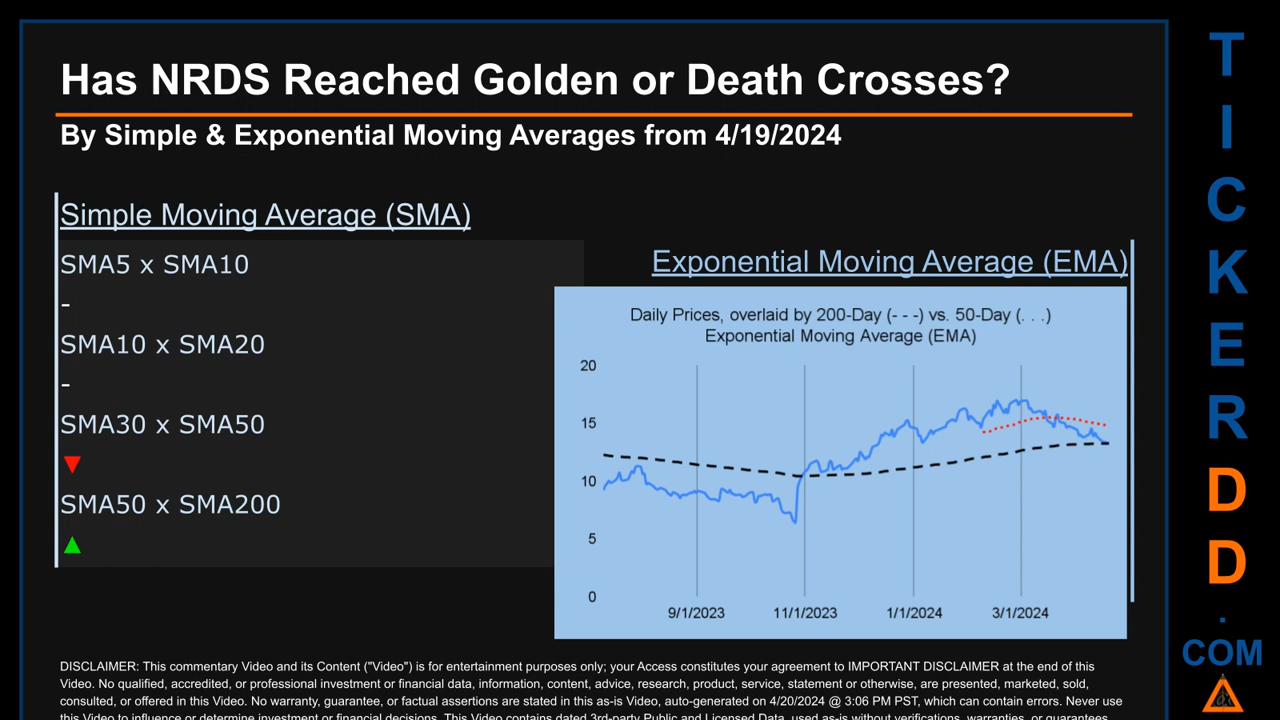 Has NRDS Reached Golden or Death Crosses?
By Simple & Exponential Moving Averages from 4/19/2024
Simple Moving Average (SMA)
SMA5 x SMA10
-
SMA10 x SMA20
-
SMA30 x SMA50
▼
SMA50 x SMA200
▲
Exponential Moving Average (EMA)
Daily Prices, overlaid by 200-Day (- - -) vs. 50-Day (. . .)
Exponential Moving Average (EMA)
20
15
10
5
0
9/1/2023 11/1/2023 1/1/2024 3/1/2024
DISCLAIMER: This commentary Video and its Content ("Video") is for entertainment purposes only; your Access constitutes your agreement to IMPORTANT DISCLAIMER at the end of this
Video. No qualified, accredited, or professional investment or financial data, information, content, advice, research, product, service, statement or otherwise, are presented, marketed, sold,
consulted, or offered in this Video. No warranty, guarantee, or factual assertions are stated in this as-is Video, auto-generated on 4/20/2024 @ 3:06 PM PST, which can contain errors. Never use
this Video to influence or determine investment or financial decisions. This Video contains dated 3rd-party Public and Licensed Data, used as-is without verifications, warranties, or guarantees
T
I
C
K
E
R
D
D
.
COM